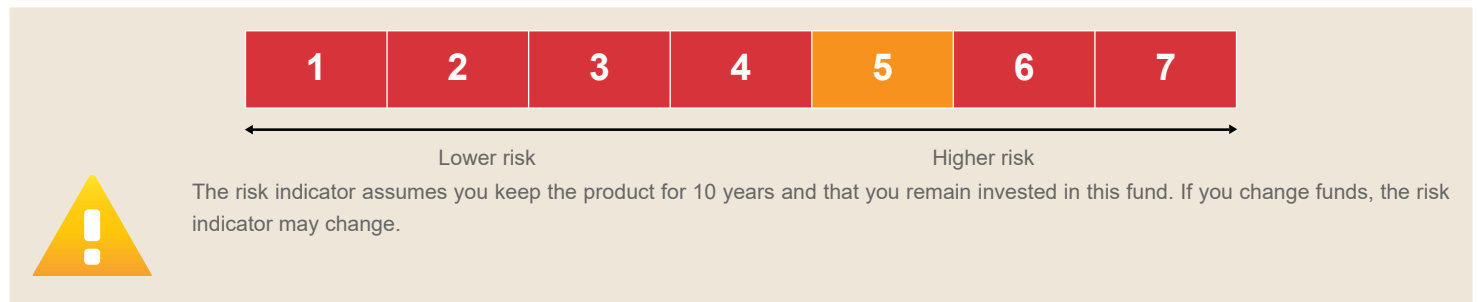 1 2 3 4 5 6 7
Lower risk Higher risk
The risk indicator assumes you keep the product for 10 years and that you remain invested in this fund. If you change funds, the risk
indicator may change.